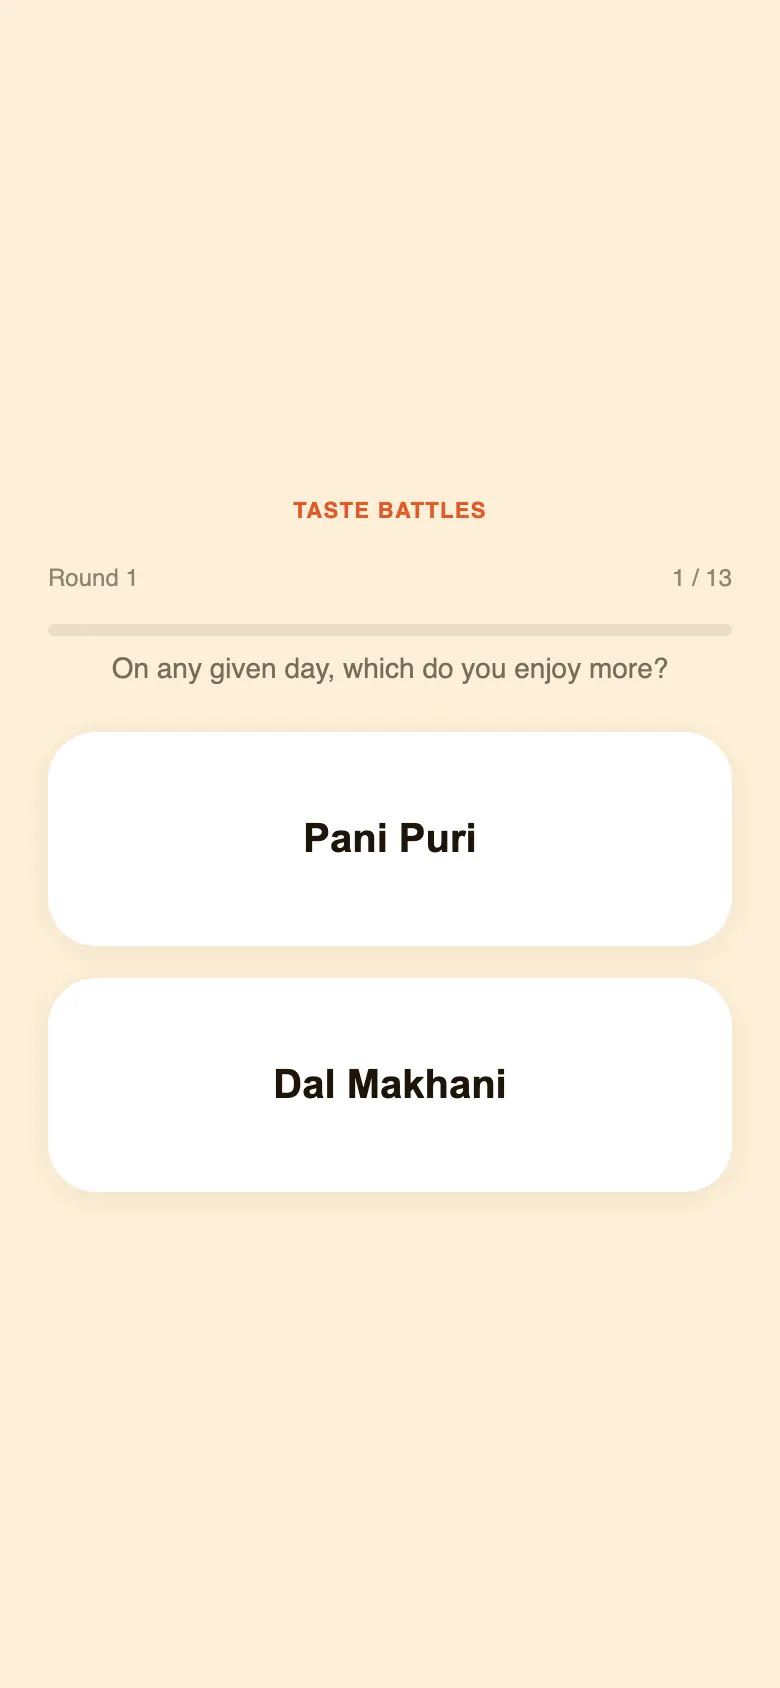 TASTE BATTLES
Round 1
1 / 13
On any given day, which do you enjoy more?
Pani Puri
Dal Makhani